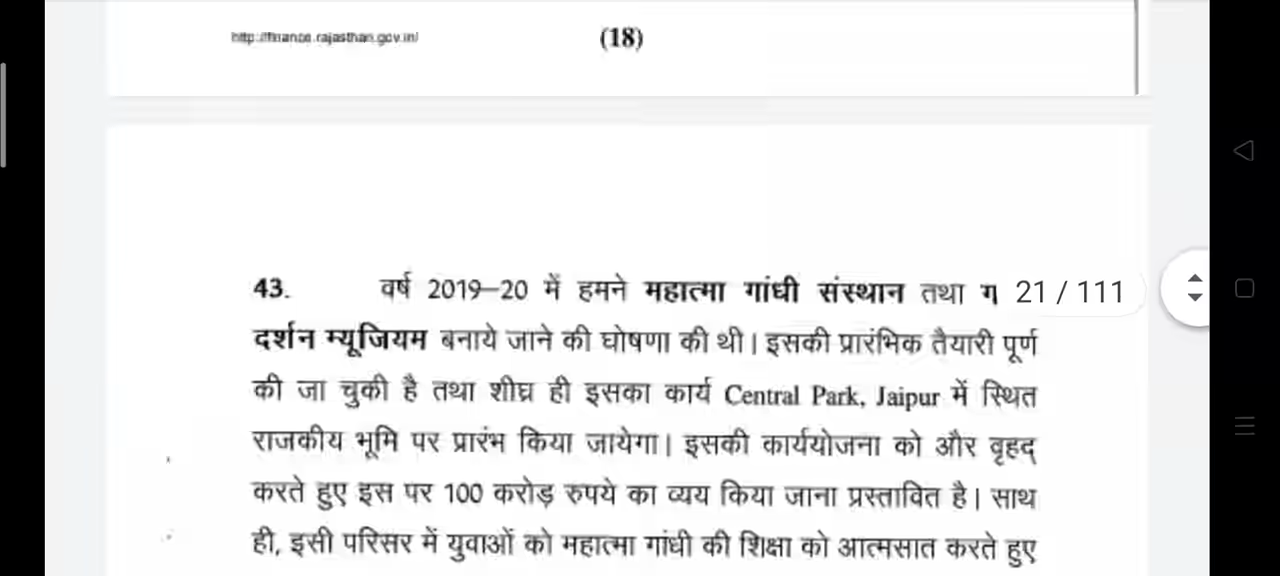 http://finance.rajasthan.gov.in/ (18)
43. वर्ष 2019–20 में हमने महात्मा गांधी संस्थान तथा 21 / 111
दर्शन म्यूजियम बनाये जाने की घोषणा की थी। इसकी प्रारंभिक तैयारी पूर्ण
की जा चुकी है तथा शीघ्र ही इसका कार्य Central Park, Jaipur में स्थित
राजकीय भूमि पर प्रारंभ किया जायेगा। इसकी कार्ययोजना को और वृहद्
करते हुए इस पर 100 करोड़ रुपये का व्यय किया जाना प्रस्तावित है। साथ
ही, इसी परिसर में युवाओं को महात्मा गांधी की शिक्षा को आत्मसात करते हुए